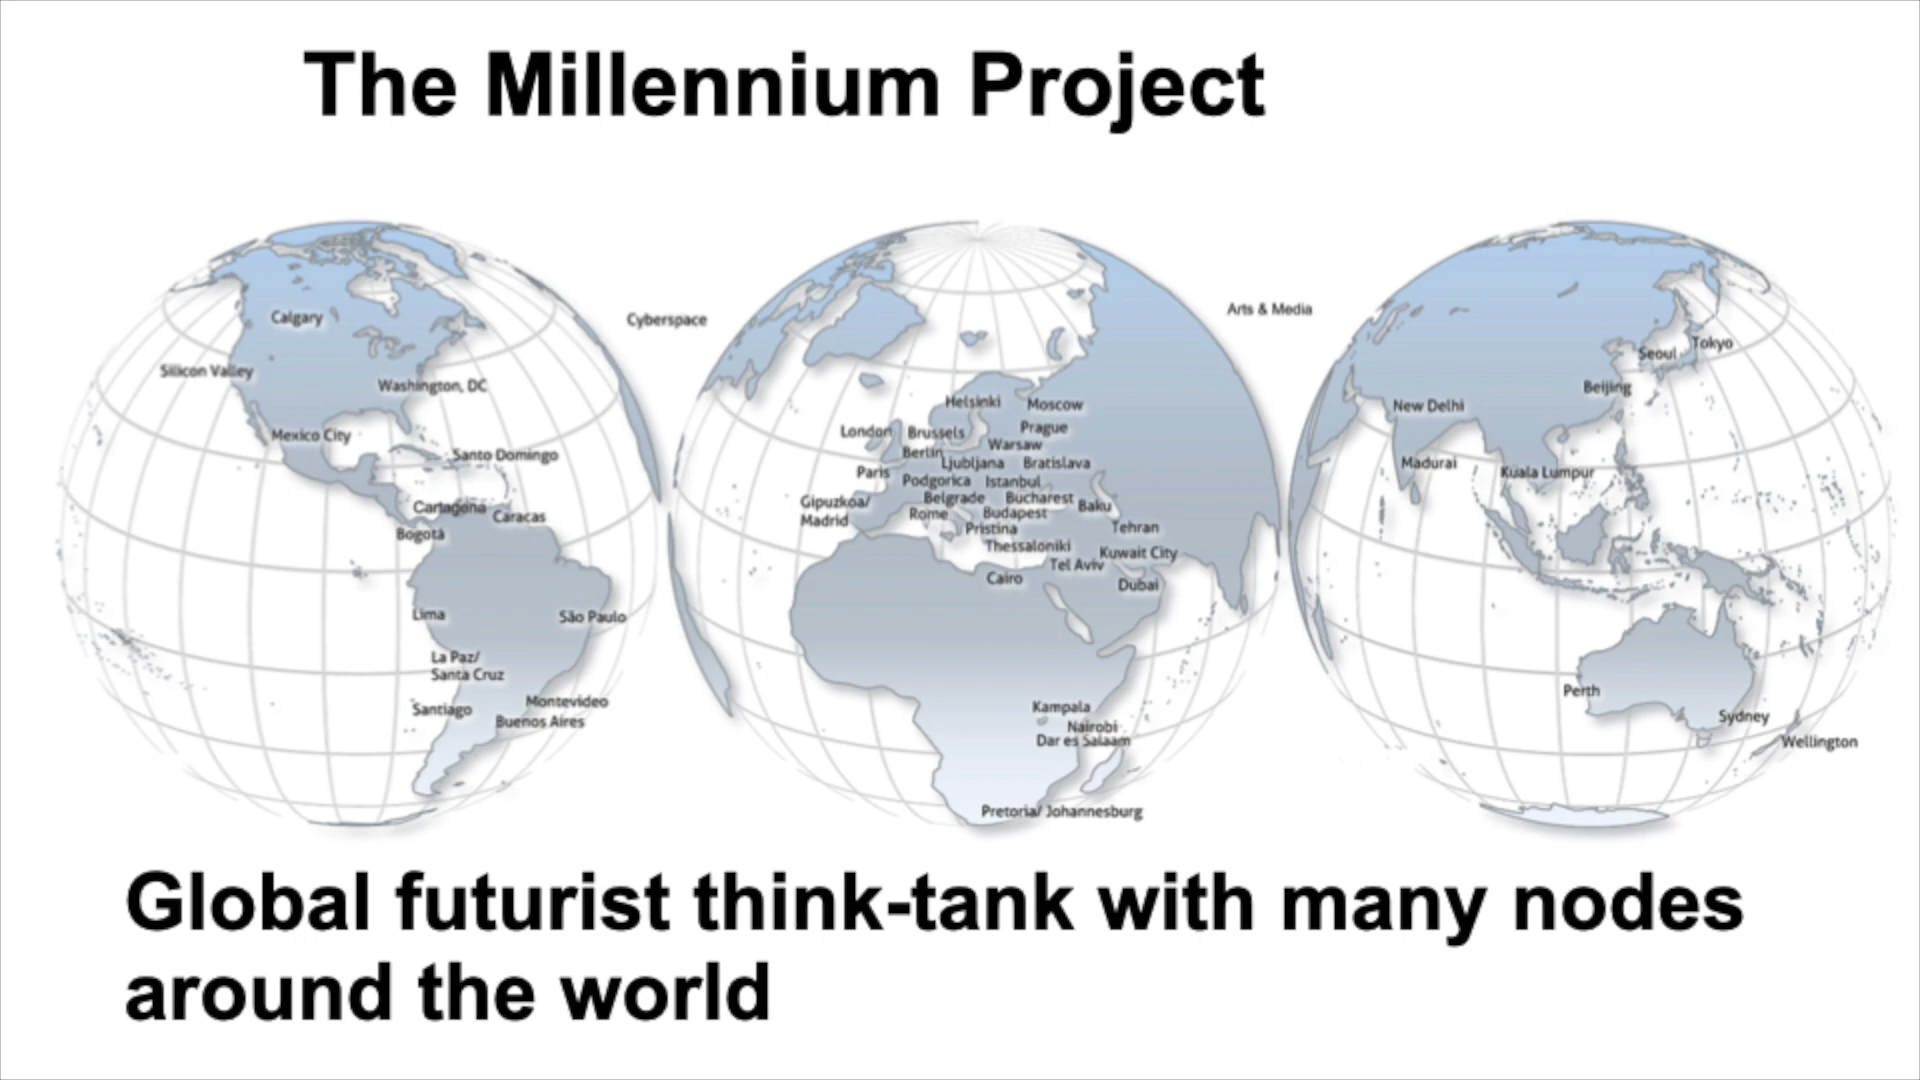 The Millennium Project
Calgary
Silicon Valley
Washington, DC
Mexico City
Santo Domingo
Cartagena
Caracas
Bogotá
Lima
São Paulo
La Paz/
Santa Cruz
Santiago
Montevideo
Buenos Aires
Cyberspace
Helsinki
Moscow
London
Brussels
Prague
Berlin
Warsaw
Paris
Ljubljana
Bratislava
Podgorica
Istanbul
Gipuzkoa/
Madrid
Belgrade
Bucharest
Baku
Rome
Budapest
Pristina
Tehran
Thessaloniki
Kuwait City
Tel Aviv
Cairo
Dubai
Kampala
Nairobi
Dar es Salaam
Pretoria/ Johannesburg
Arts & Media
Tokyo
Seoul
Beijing
New Delhi
Madurai
Kuala Lumpur
Perth
Sydney
Wellington
Global futurist think-tank with many nodes
around the world